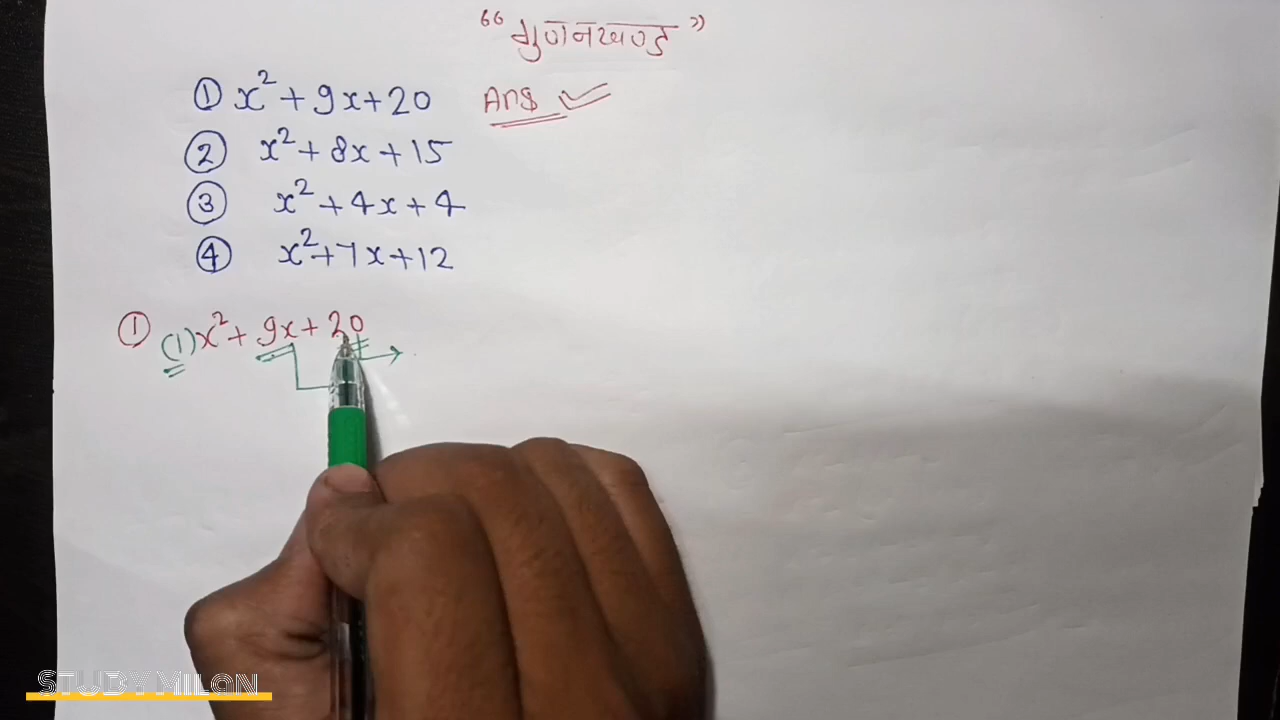 “गुणनखण्ड”
① x² + 9x + 20 Ans ✓
② x² + 8x + 15
③ x² + 4x + 4
④ x² + 7x + 12
① (1)x² + 9x + 20
STUDY MILAN